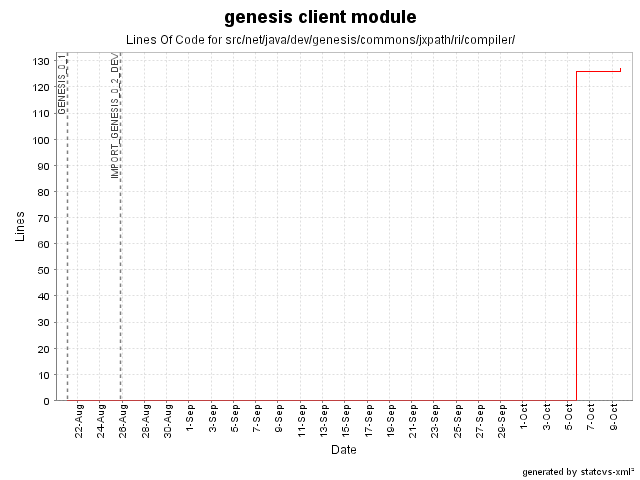 genesis client module
Lines Of Code for src/net/java/dev/genesis/commons/jxpath/ri/compiler/
GENESIS_0_1
IMPORT_GENESIS_0_2_DEV
Lines
130
120
110
100
90
80
70
60
50
40
30
20
10
0
22-Aug
24-Aug
26-Aug
28-Aug
30-Aug
1-Sep
3-Sep
5-Sep
7-Sep
9-Sep
11-Sep
13-Sep
15-Sep
17-Sep
19-Sep
21-Sep
23-Sep
25-Sep
27-Sep
29-Sep
1-Oct
3-Oct
5-Oct
7-Oct
9-Oct
Date
generated by statcvs-xml²